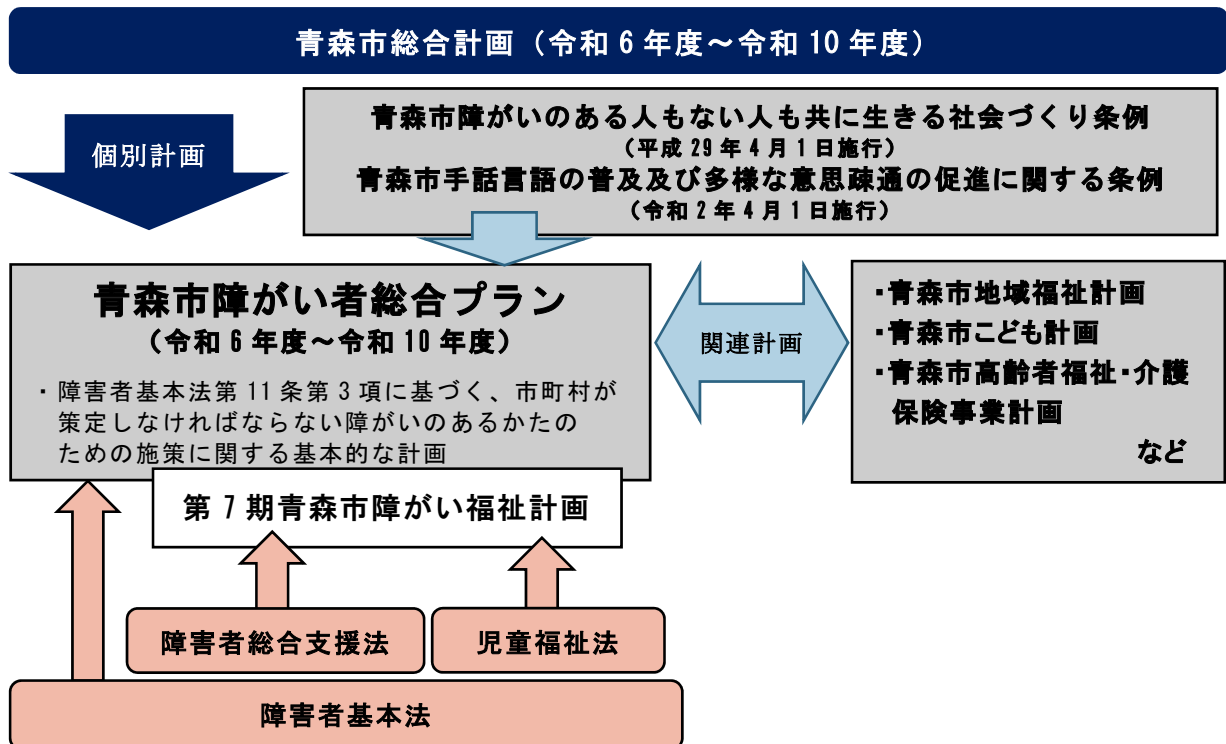 青森市総合計画（令和６年度～令和10年度）
個別計画
青森市障がいのある人もない人も共に生きる社会づくり条例
（平成29年４月１日施行）
青森市手話言語の普及及び多様な意思疎通の促進に関する条例
（令和２年４月１日施行）
青森市障がい者総合プラン
（令和６年度～令和10年度）
・障害者基本法第11条第３項に基づく、市町村が
策定しなければならない障がいのあるかたの
ための施策に関する基本的な計画
関連計画
・青森市地域福祉計画
・青森市こども計画
・青森市高齢者福祉・介護
保険事業計画
など
第７期青森市障がい福祉計画
障害者総合支援法
児童福祉法
障害者基本法